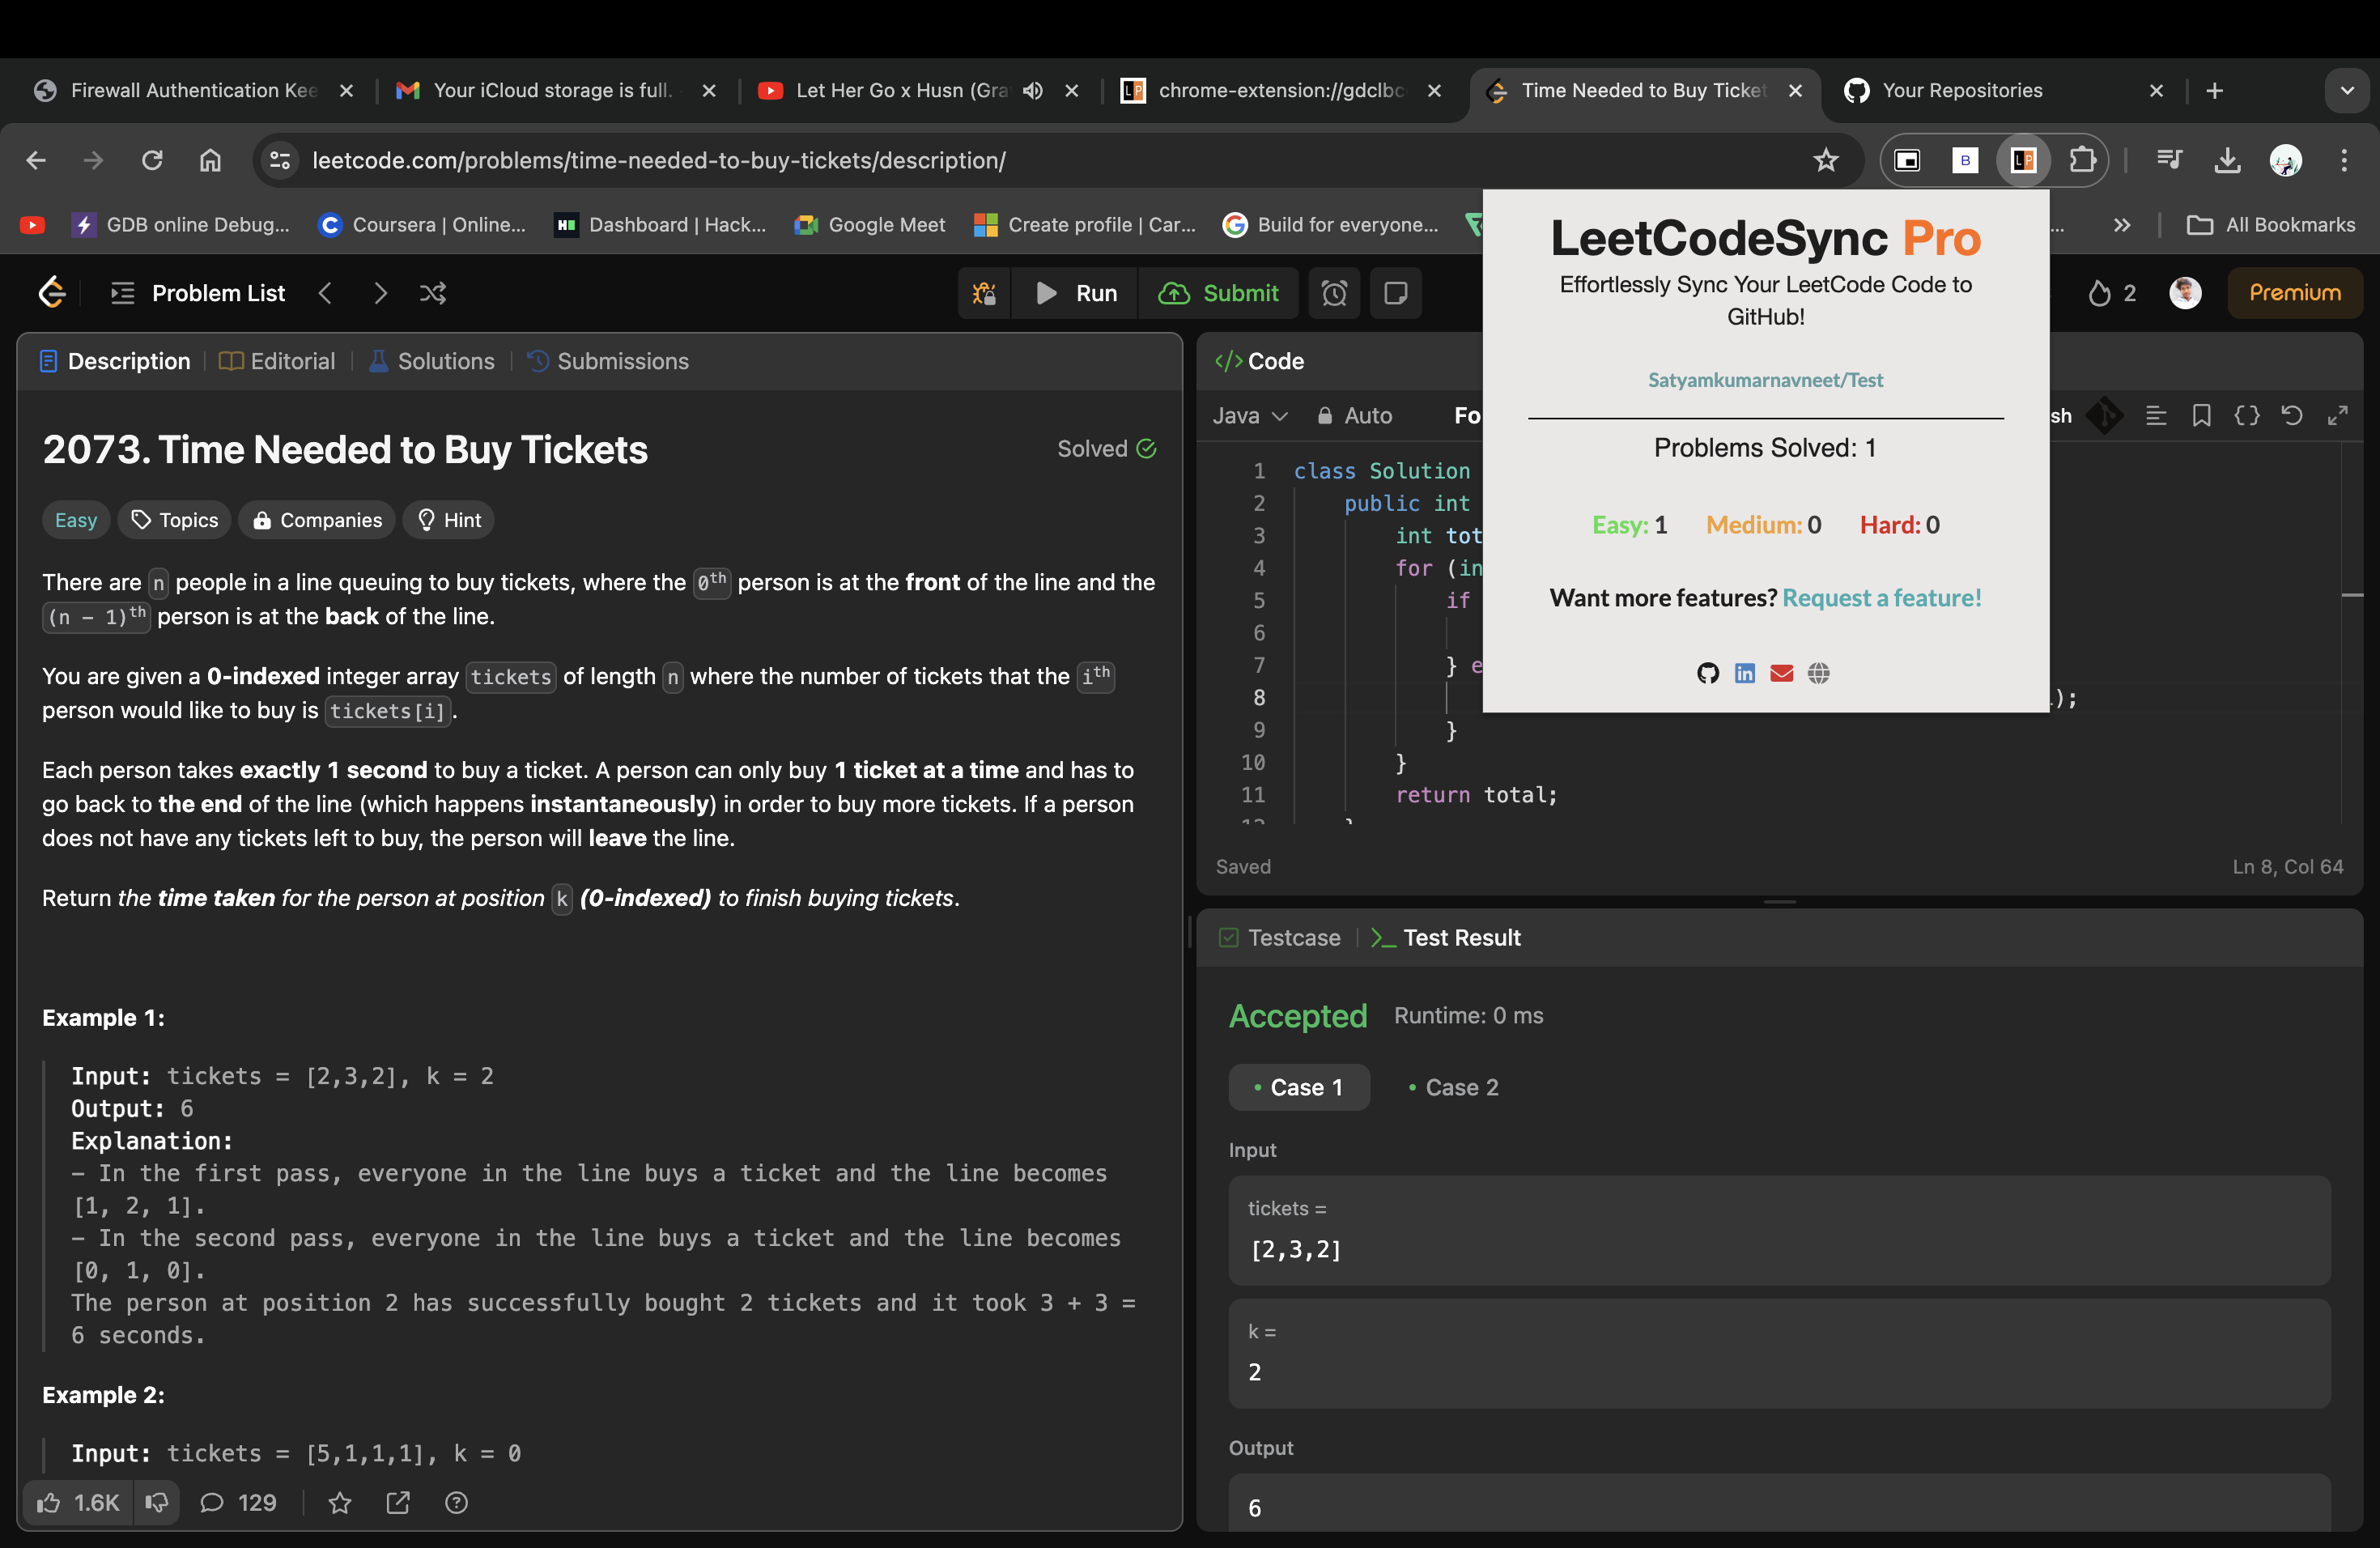 Firewall Authentication Kee
Your iCloud storage is full.
Let Her Go x Husn (Gra
chrome-extension://gdclbc
Time Needed to Buy Ticket
Your Repositories
leetcode.com/problems/time-needed-to-buy-tickets/description/
B
LP
GDB online Debug...
Coursera | Online...
Dashboard | Hack...
Google Meet
Create profile | Car...
Build for everyone...
...
All Bookmarks
Problem List
Run
Submit
2
Premium
LeetCodeSync Pro
Effortlessly Sync Your LeetCode Code to
GitHub!
Satyamkumarnavneet/Test
Problems Solved: 1
Easy: 1 Medium: 0 Hard: 0
Want more features? Request a feature!
Description
Editorial
Solutions
Submissions
2073. Time Needed to Buy Tickets
Solved
Easy
Topics
Companies
Hint
There are n people in a line queuing to buy tickets, where the 0th person is at the front of the line and the
(n - 1)th person is at the back of the line.
You are given a 0-indexed integer array tickets of length n where the number of tickets that the ith
person would like to buy is tickets[i].
Each person takes exactly 1 second to buy a ticket. A person can only buy 1 ticket at a time and has to
go back to the end of the line (which happens instantaneously) in order to buy more tickets. If a person
does not have any tickets left to buy, the person will leave the line.
Return the time taken for the person at position k (0-indexed) to finish buying tickets.
Example 1:
Input: tickets = [2,3,2], k = 2
Output: 6
Explanation:
- In the first pass, everyone in the line buys a ticket and the line becomes
[1, 2, 1].
- In the second pass, everyone in the line buys a ticket and the line becomes
[0, 1, 0].
The person at position 2 has successfully bought 2 tickets and it took 3 + 3 =
6 seconds.
Example 2:
Input: tickets = [5,1,1,1], k = 0
1.6K
129
Code
Java
Auto
Fo
sh
1 class Solution
2 public int
3 int tot
4 for (in
5 if
6
7 } e
8 );
9 }
10 }
11 return total;
Saved
Ln 8, Col 64
Testcase
Test Result
Accepted
Runtime: 0 ms
Case 1
Case 2
Input
tickets =
[2,3,2]
k =
2
Output
6